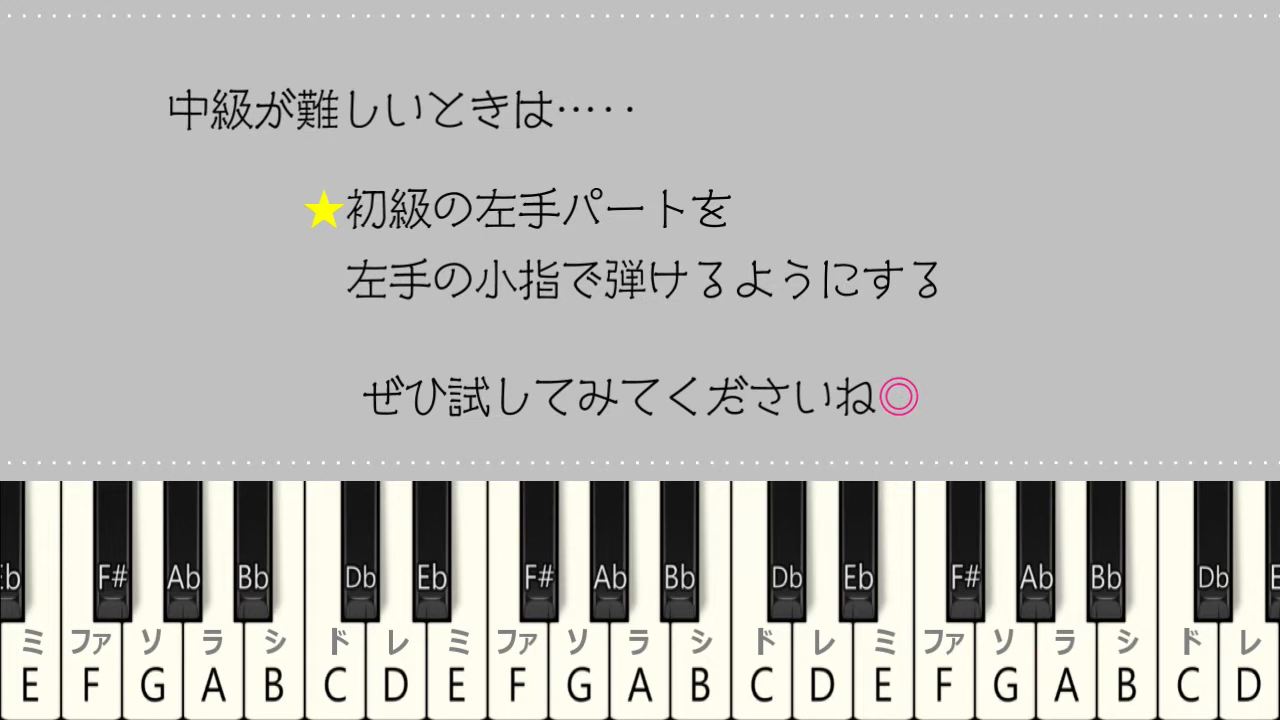 中級が難しいときは‥‥‥
★初級の左手パートを
左手の小指で弾けるようにする
ぜひ試してみてくださいね◎
Eb F# Ab Bb Db Eb F# Ab Bb Db Eb F# Ab Bb Db
ミ ファ ソ ラ シ ド レ ミ ファ ソ ラ シ ド レ ミ ファ ソ ラ シ ド レ
E F G A B C D E F G A B C D E F G A B C D